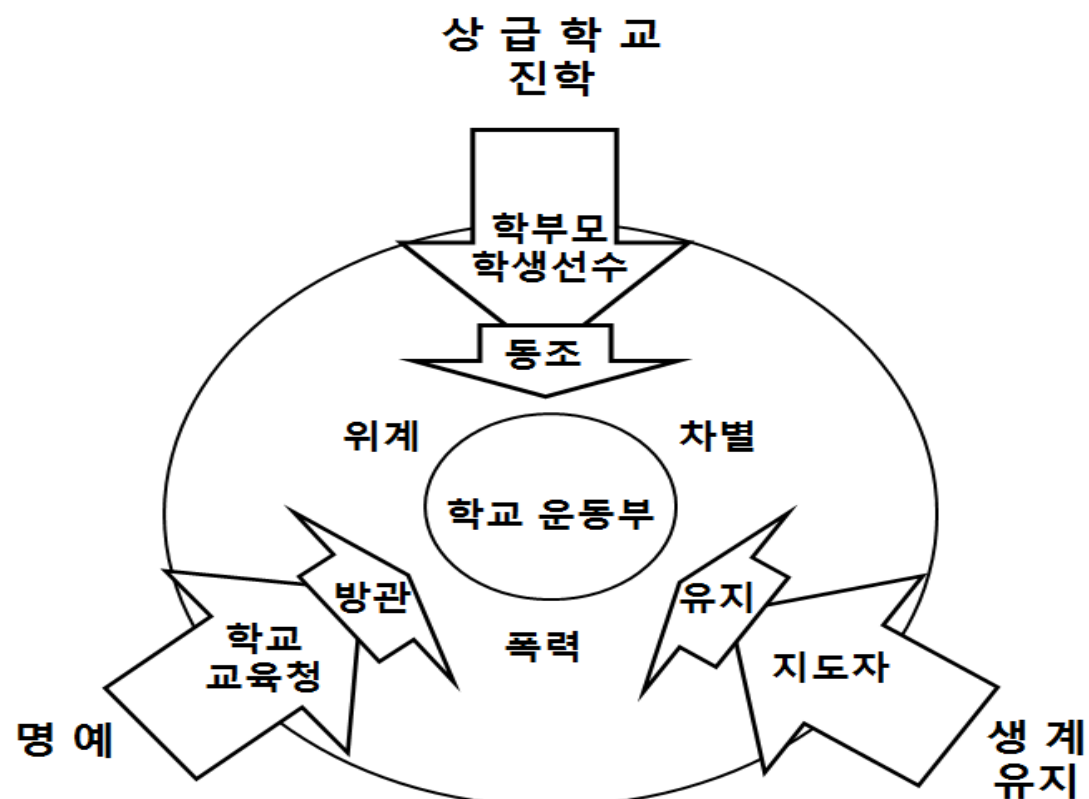 상 급 학 교
진학
학부모
학생선수
동조
위계
차별
학교 운동부
방관
유지
학교
교육청
폭력
지도자
명 예
생 계
유지